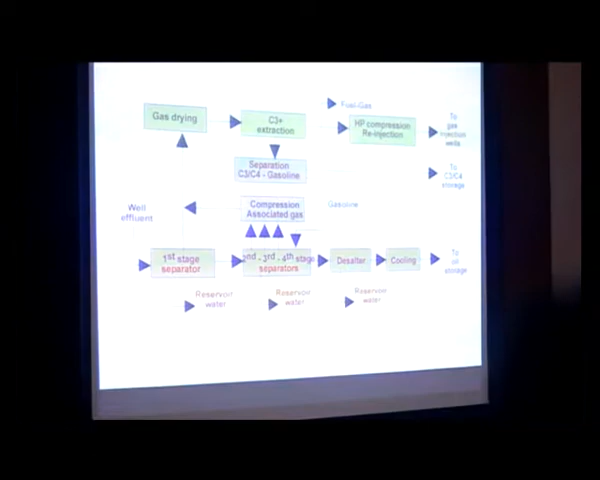 Fuel-Gas
Gas drying
C3+
extraction
HP compression
Re-injection
To
gas
injection
wells
Separation
C3/C4 - Gasoline
To
C3/C4
storage
Well
effluent
Compression
Associated gas
Gasoline
1st stage
separator
2nd - 3rd - 4th stage
separators
Desalter
Cooling
To
oil
storage
Reservoir
water
Reservoir
water
Reservoir
water